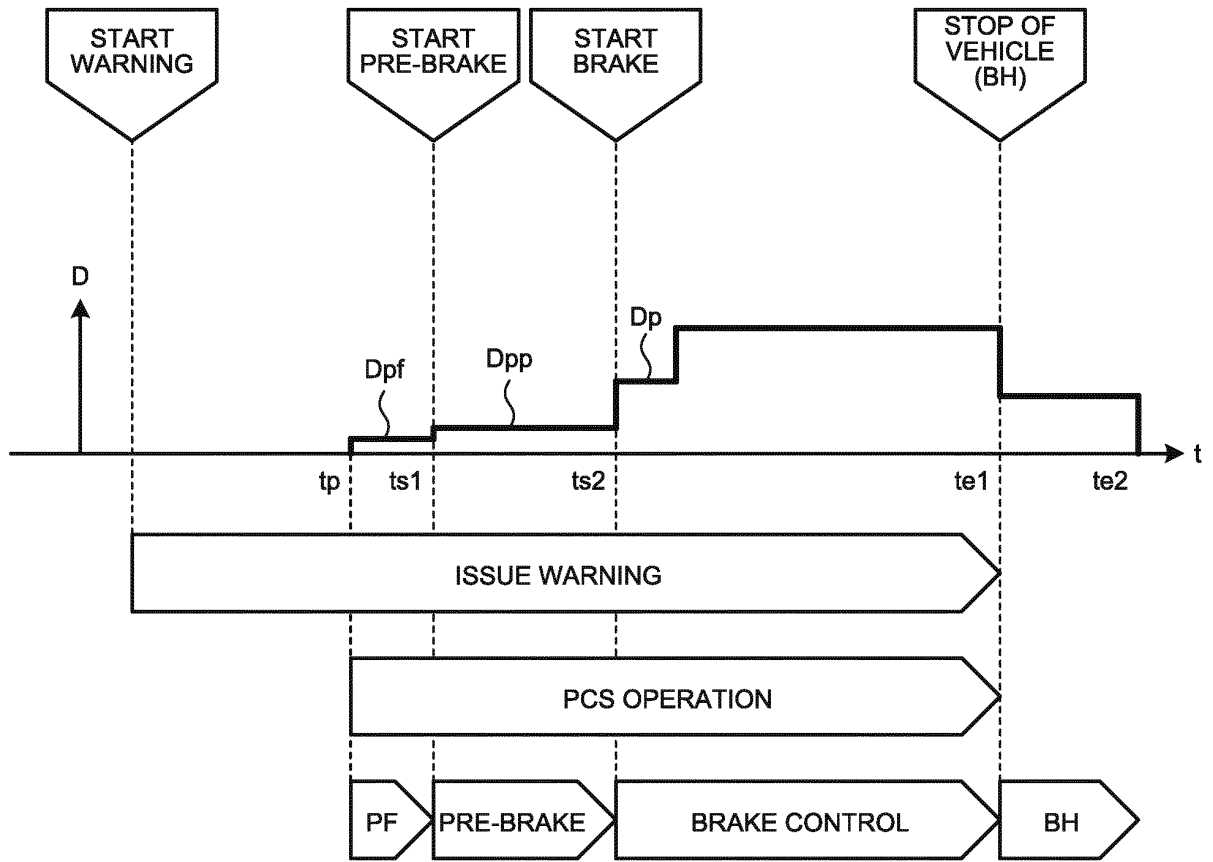 START
WARNING
START
PRE-BRAKE
START
BRAKE
STOP OF
VEHICLE
(BH)
D
Dpf
Dpp
Dp
t
tp
ts1
ts2
te1
te2
ISSUE WARNING
PCS OPERATION
PF
PRE-BRAKE
BRAKE CONTROL
BH